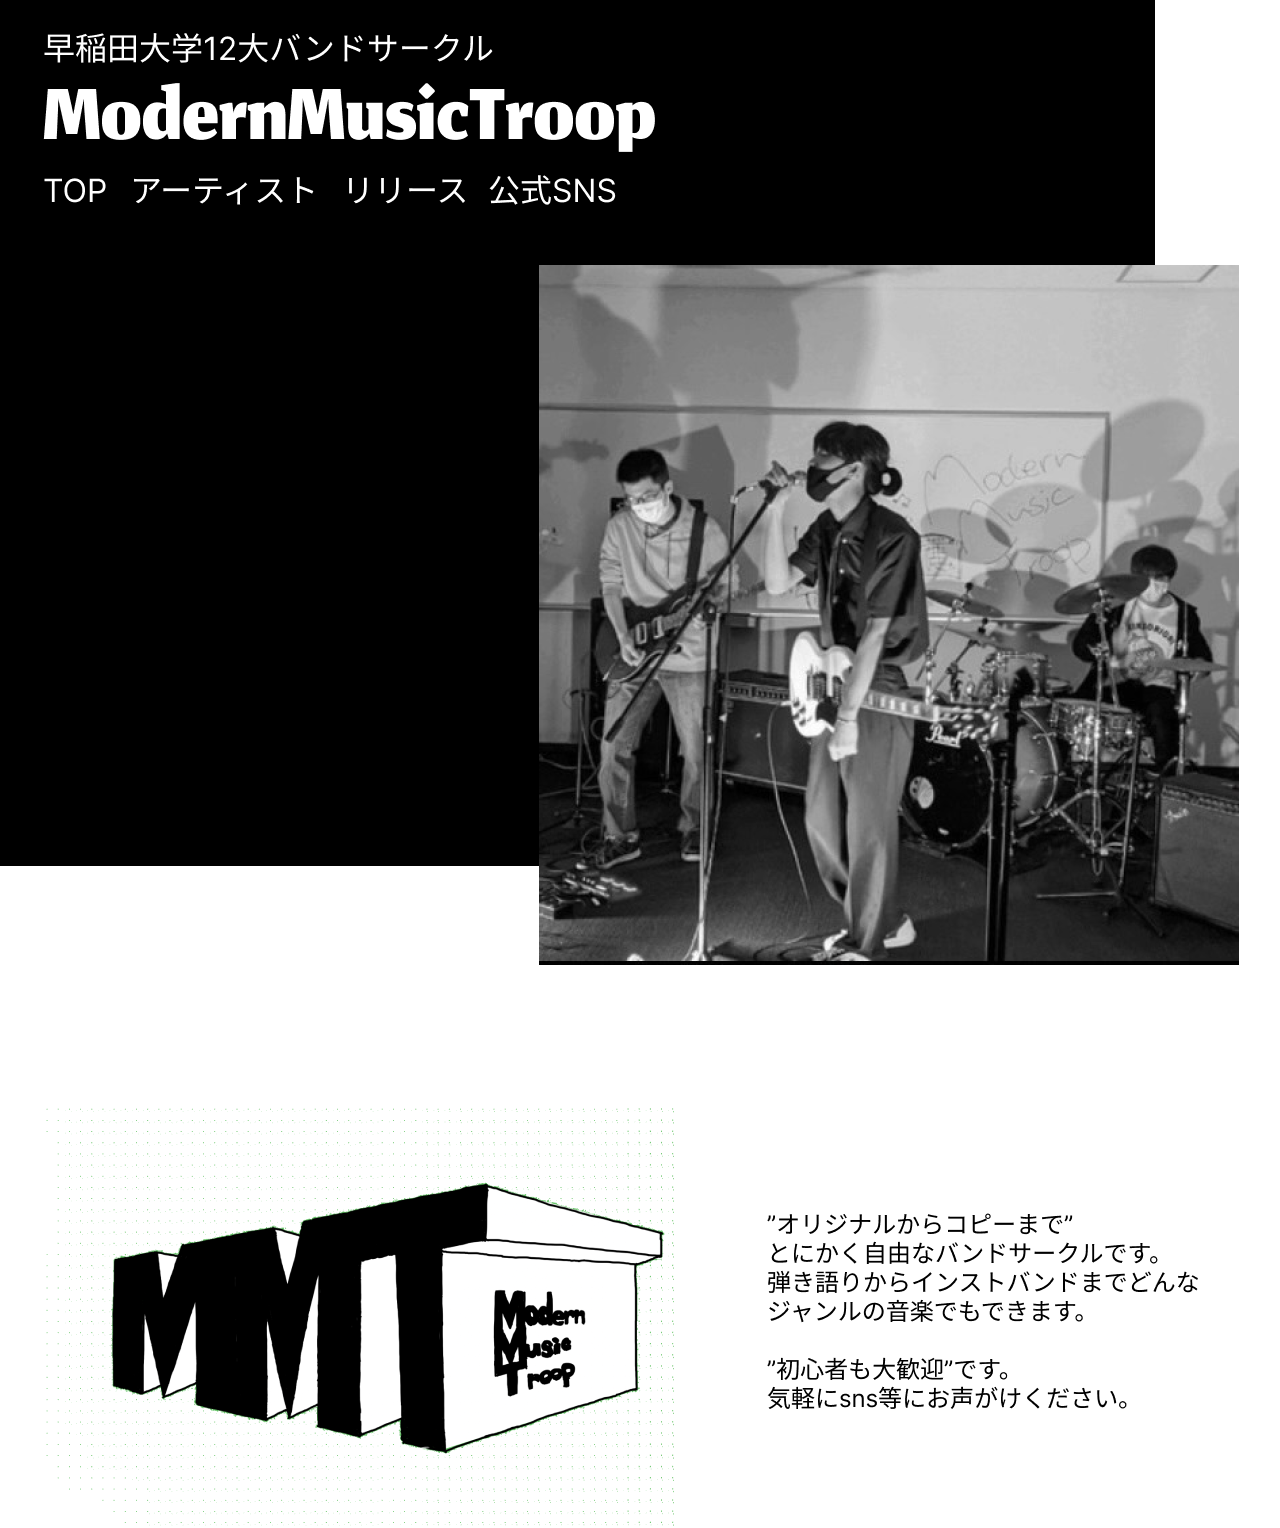 早稲田大学12大バンドサークル
ModernMusicTroop
TOP アーティスト リリース 公式SNS
Modern
Music
Troop
Pearl
Modern
Music
Troop
MMT
”オリジナルからコピーまで”
とにかく自由なバンドサークルです。
弾き語りからインストバンドまでどんな
ジャンルの音楽でもできます。
”初心者も大歓迎”です。
気軽にsns等にお声がけください。